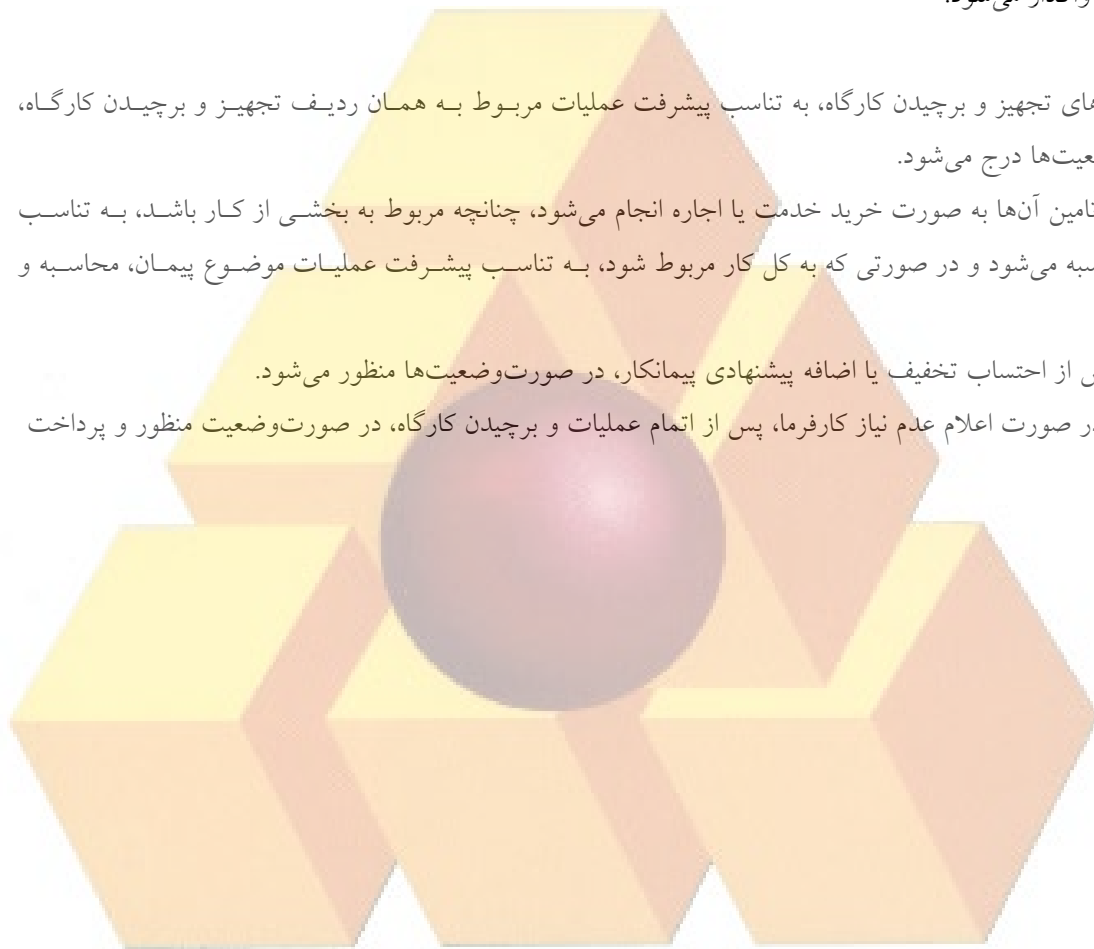 می‌شود.
های تجهیز و برچیدن کارگاه، به تناسب پیشرفت عملیات مربوط به همان ردیف تجهیز و برچیدن کارگاه،
درج می‌شود.
تامین آن‌ها به صورت خرید خدمت یا اجاره انجام می‌شود، چنانچه مربوط به بخشی از کار باشد، به تناسب
می‌شود و در صورتی که به کل کار مربوط شود، به تناسب پیشرفت عملیات موضوع پیمان، محاسبه و
از احتساب تخفیف یا اضافه پیشنهادی پیمانکار، در صورت‌وضعیت‌ها منظور می‌شود.
در صورت اعلام عدم نیاز کارفرما، پس از اتمام عملیات و برچیدن کارگاه، در صورت‌وضعیت منظور و پرداخت